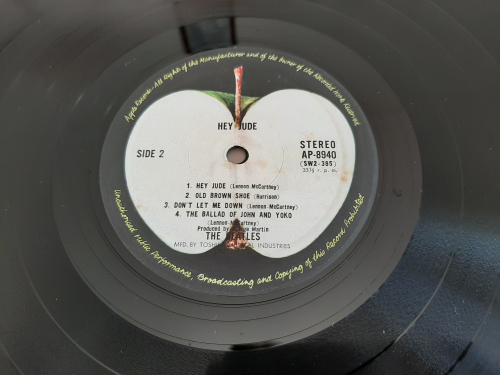 Apple Records · All Rights of the Manufacturer and of the Owner of the Recorded Work Reserved
HEY JUDE
SIDE 2
STEREO
AP-8940
(SW2-385)
33⅓ r. p. m.
1. HEY JUDE (Lennon McCartney)
2. OLD BROWN SHOE (Harrison)
3. DON'T LET ME DOWN (Lennon-McCartney)
4. THE BALLAD OF JOHN AND YOKO
(Lennon-McCartney)
Produced by Martin
THE BEATLES
MFD. BY INDUSTRIES
Unauthorised Public Performance, Broadcasting and Copying of this Record Prohibited